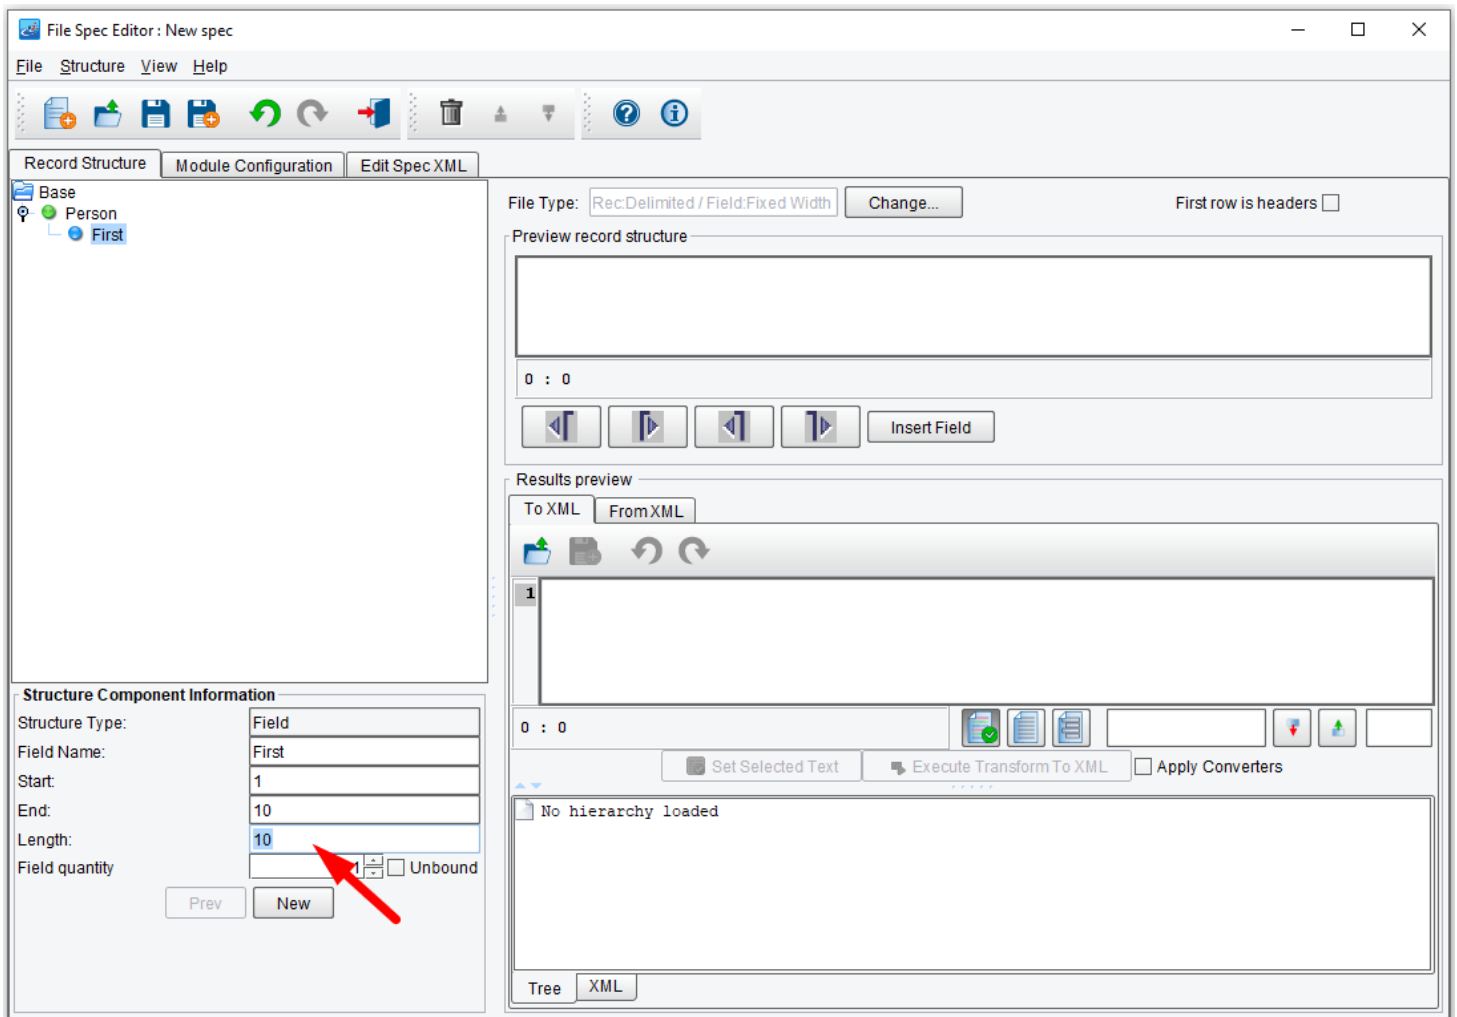 File Spec Editor : New spec
File Structure View Help
Record Structure Module Configuration Edit Spec XML
Base
Person
First
File Type: Rec:Delimited / Field:Fixed Width Change... First row is headers
Preview record structure
0 : 0
Insert Field
Results preview
To XML From XML
1
0 : 0
Set Selected Text Execute Transform To XML Apply Converters
No hierarchy loaded
Tree XML
Structure Component Information
Structure Type: Field
Field Name: First
Start: 1
End: 10
Length: 10
Field quantity 1 Unbound
Prev New